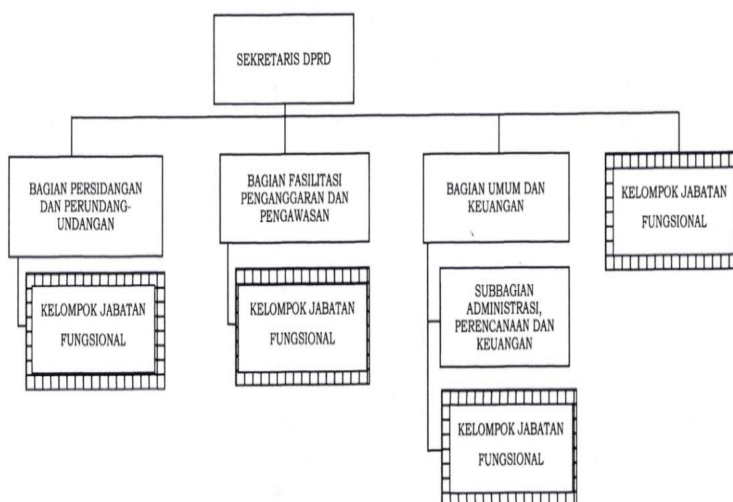 SEKRETARIS DPRD
BAGIAN PERSIDANGAN
DAN PERUNDANG-
UNDANGAN
BAGIAN FASILITASI
PENGANGGARAN DAN
PENGAWASAN
BAGIAN UMUM DAN
KEUANGAN
KELOMPOK JABATAN
FUNGSIONAL
KELOMPOK JABATAN
FUNGSIONAL
KELOMPOK JABATAN
FUNGSIONAL
SUBBAGIAN
ADMINISTRASI,
PERENCANAAN DAN
KEUANGAN
KELOMPOK JABATAN
FUNGSIONAL